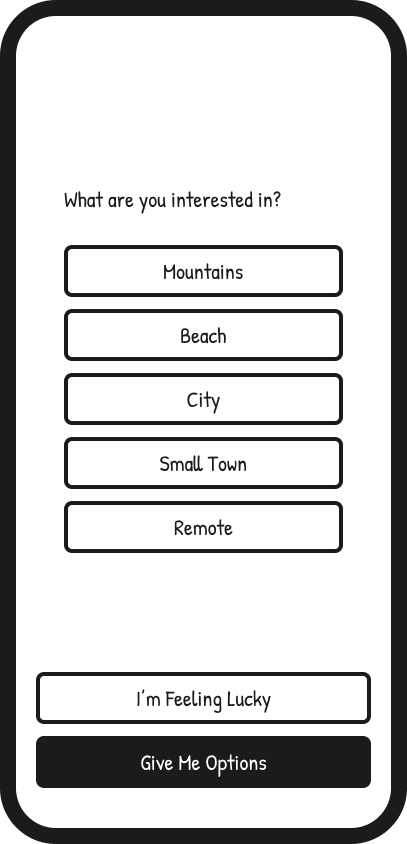 What are you interested in?
Mountains
Beach
City
Small Town
Remote
I'm Feeling Lucky
Give Me Options